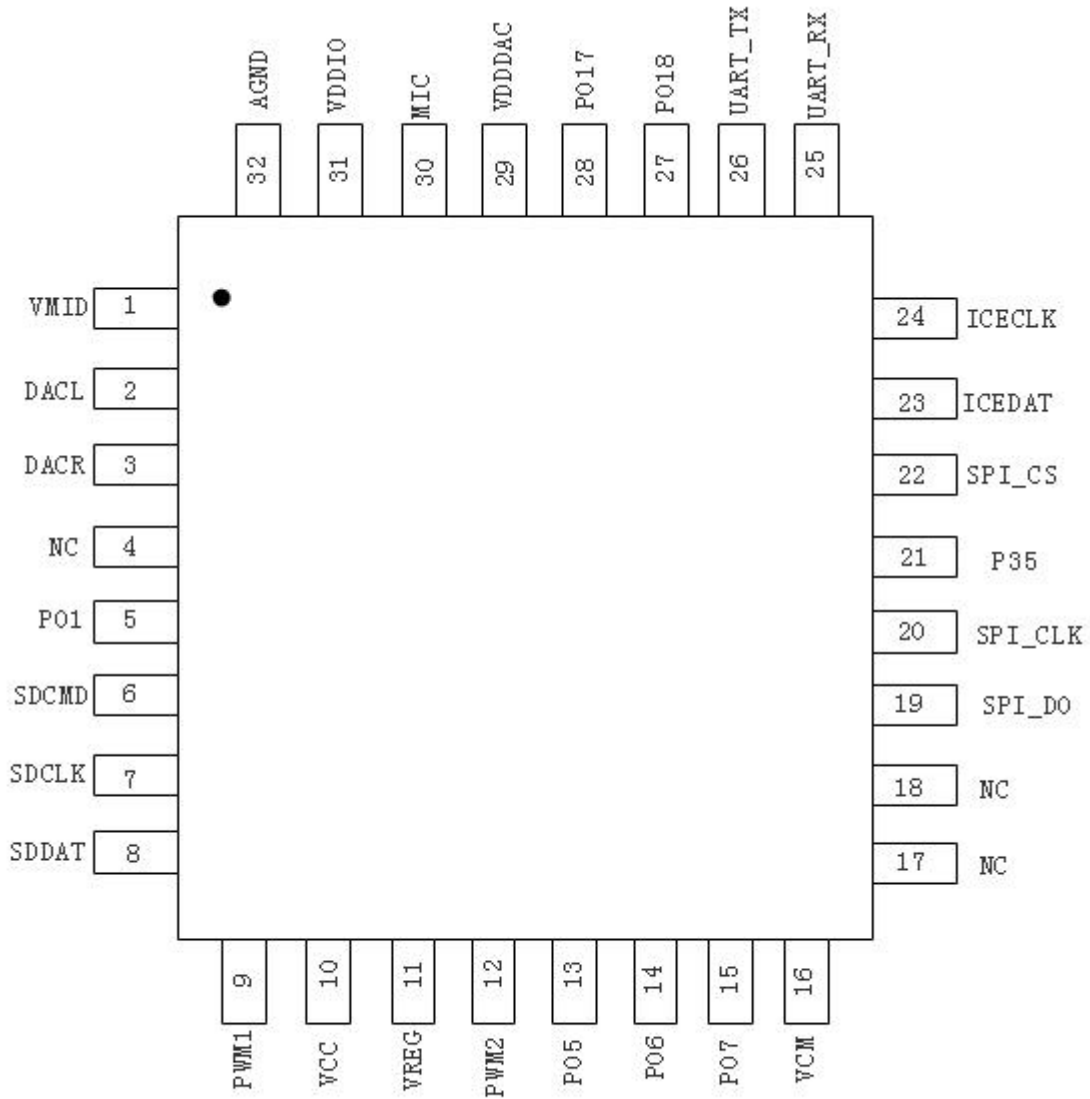 AGND VDDIO MIC VDDDAC PO17 PO18 UART_TX UART_RX
32 31 30 29 28 27 26 25
VMID 1 24 ICECLK
DACL 2 23 ICEDAT
DACR 3 22 SPI_CS
NC 4 21 P35
PO1 5 20 SPI_CLK
SDCMD 6 19 SPI_DO
SDCLK 7 18 NC
SDDAT 8 17 NC
9 10 11 12 13 14 15 16
PWM1 VCC VREG PWM2 PO5 PO6 PO7 VCM